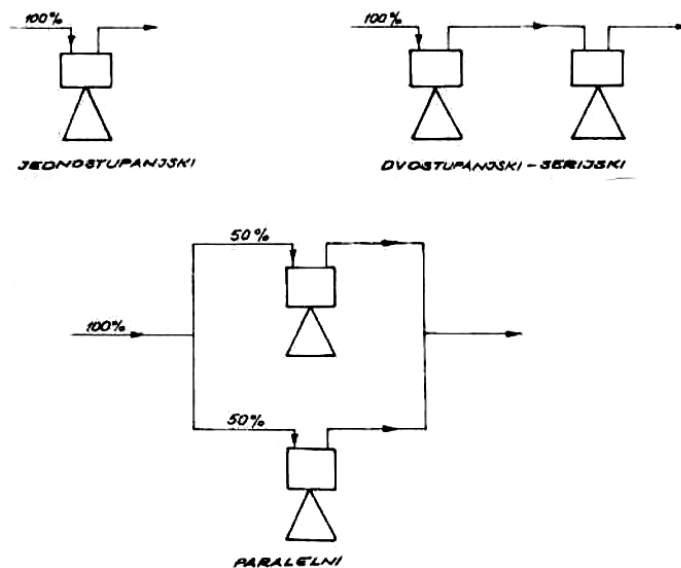 100%
100%
JEDNOSTUPANJSKI
DVOSTUPANJSKI - SERIJSKI
50%
100%
50%
PARALELNI